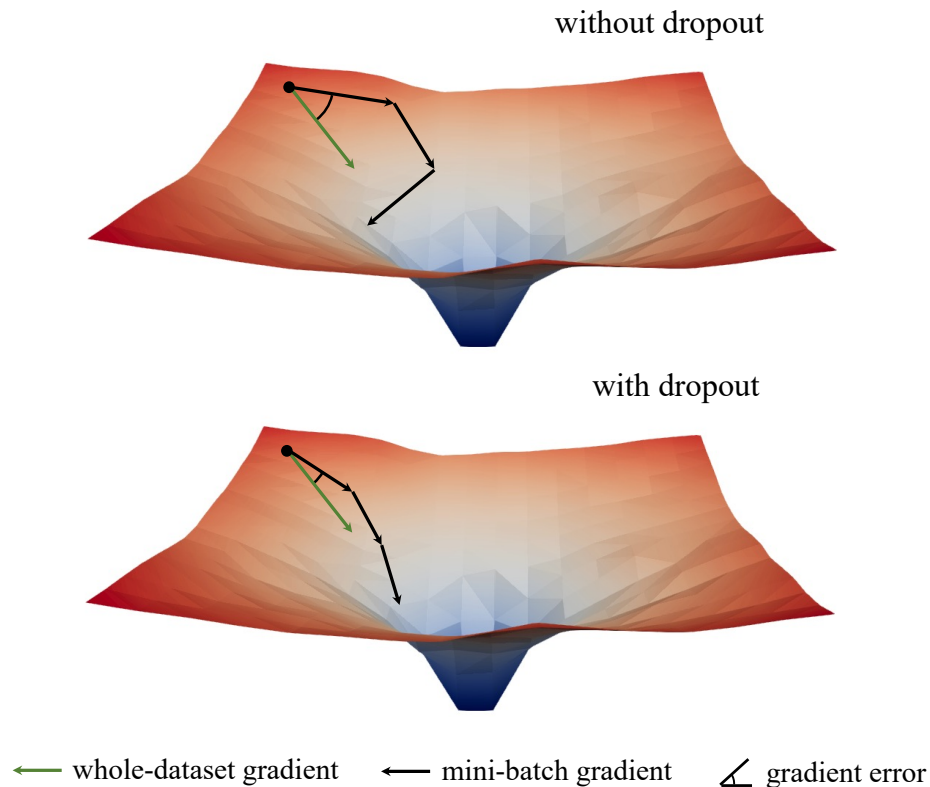 without dropout
with dropout
whole-dataset gradient
mini-batch gradient
gradient error